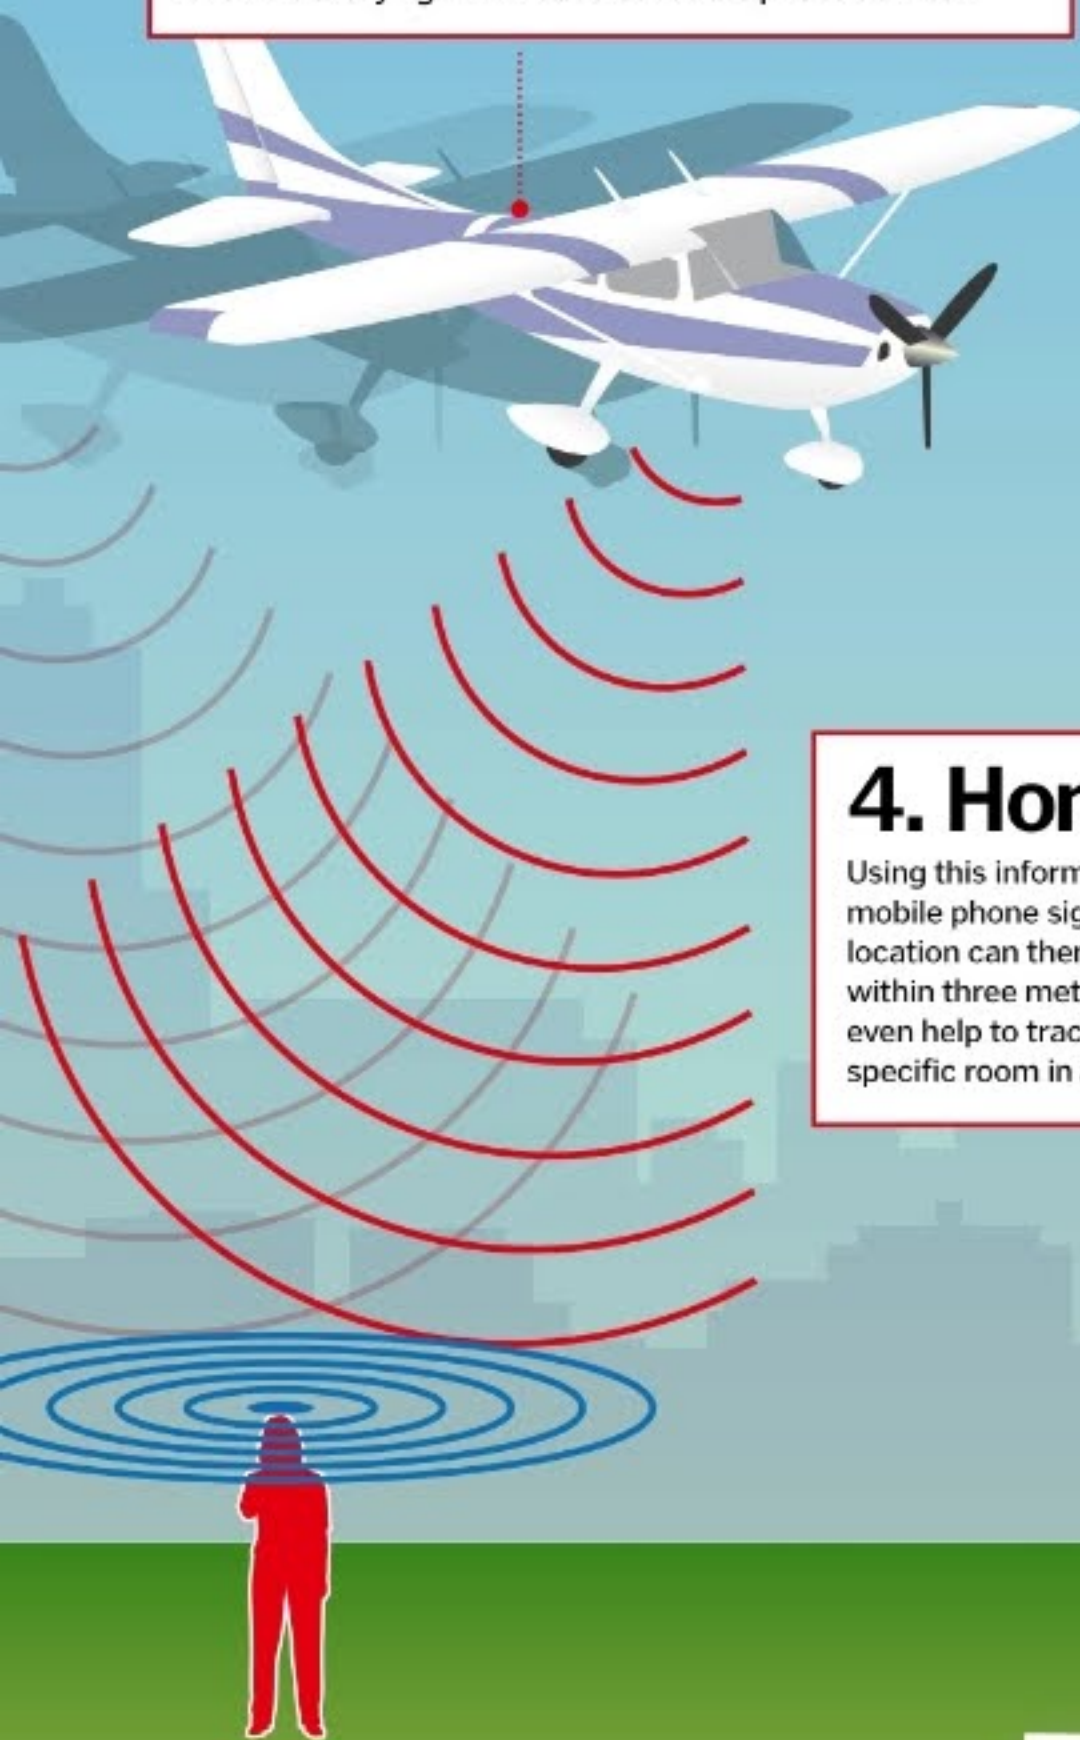 4. Hor
Using this inform
mobile phone sig
location can ther
within three met
even help to trac
specific room in